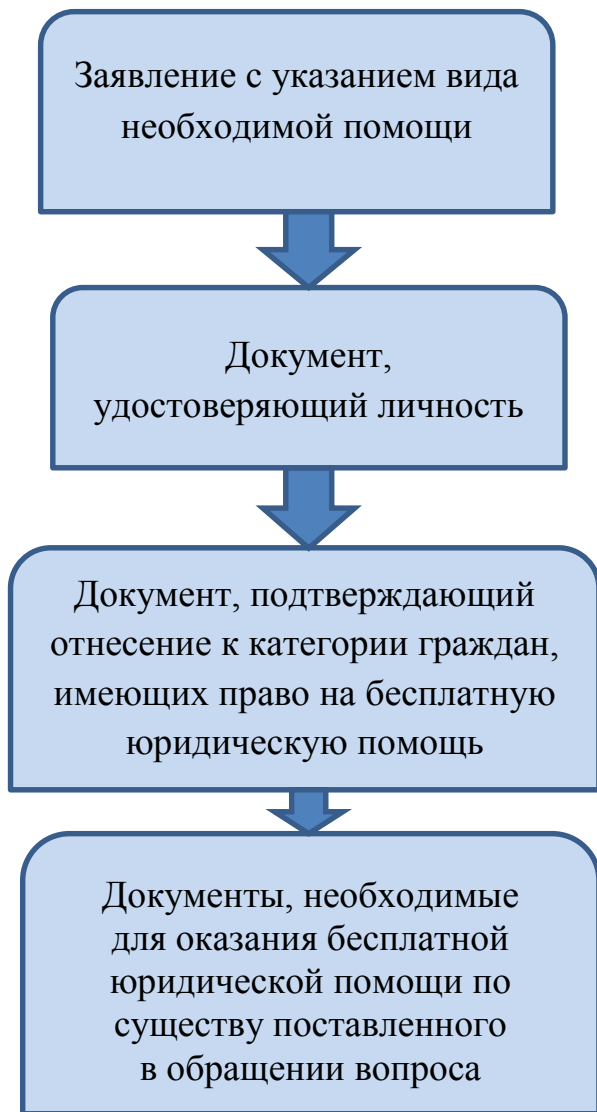 Заявление с указанием вида
необходимой помощи
Документ,
удостоверяющий личность
Документ, подтверждающий
отнесение к категории граждан,
имеющих право на бесплатную
юридическую помощь
Документы, необходимые
для оказания бесплатной
юридической помощи по
существу поставленного
в обращении вопроса